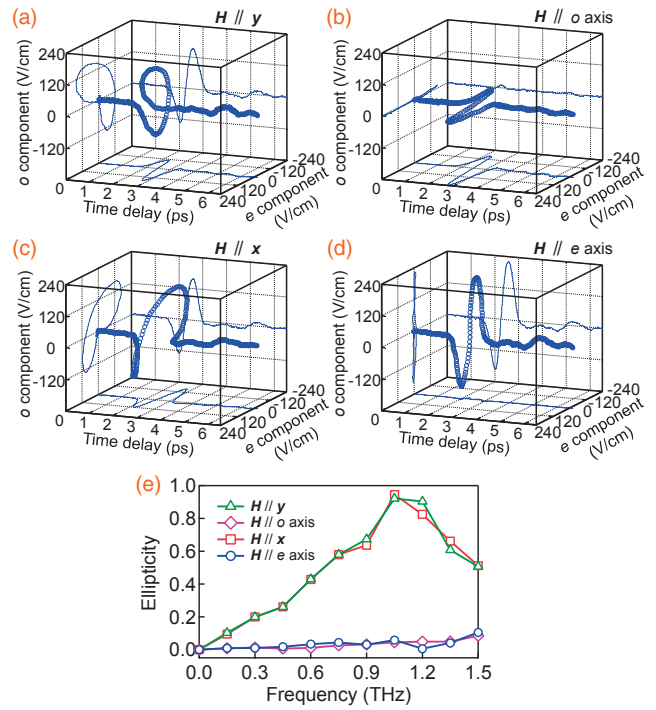 (a)
H // y
o component (V/cm)
240
120
0
-120
0
1
2
3
4
5
6
Time delay (ps)
240
120
0
-120
-240
e component
(V/cm)
(b)
H // o axis
o component (V/cm)
240
120
0
-120
0
1
2
3
4
5
6
Time delay (ps)
240
120
0
-120
-240
e component
(V/cm)
(c)
H // x
o component (V/cm)
240
120
0
-120
0
1
2
3
4
5
6
Time delay (ps)
240
120
0
-120
-240
e component
(V/cm)
(d)
H // e axis
o component (V/cm)
240
120
0
-120
0
1
2
3
4
5
6
Time delay (ps)
240
120
0
-120
-240
e component
(V/cm)
(e)
Ellipticity
1.0
0.8
0.6
0.4
0.2
0.0
H // y
H // o axis
H // x
H // e axis
0.0 0.3 0.6 0.9 1.2 1.5
Frequency (THz)